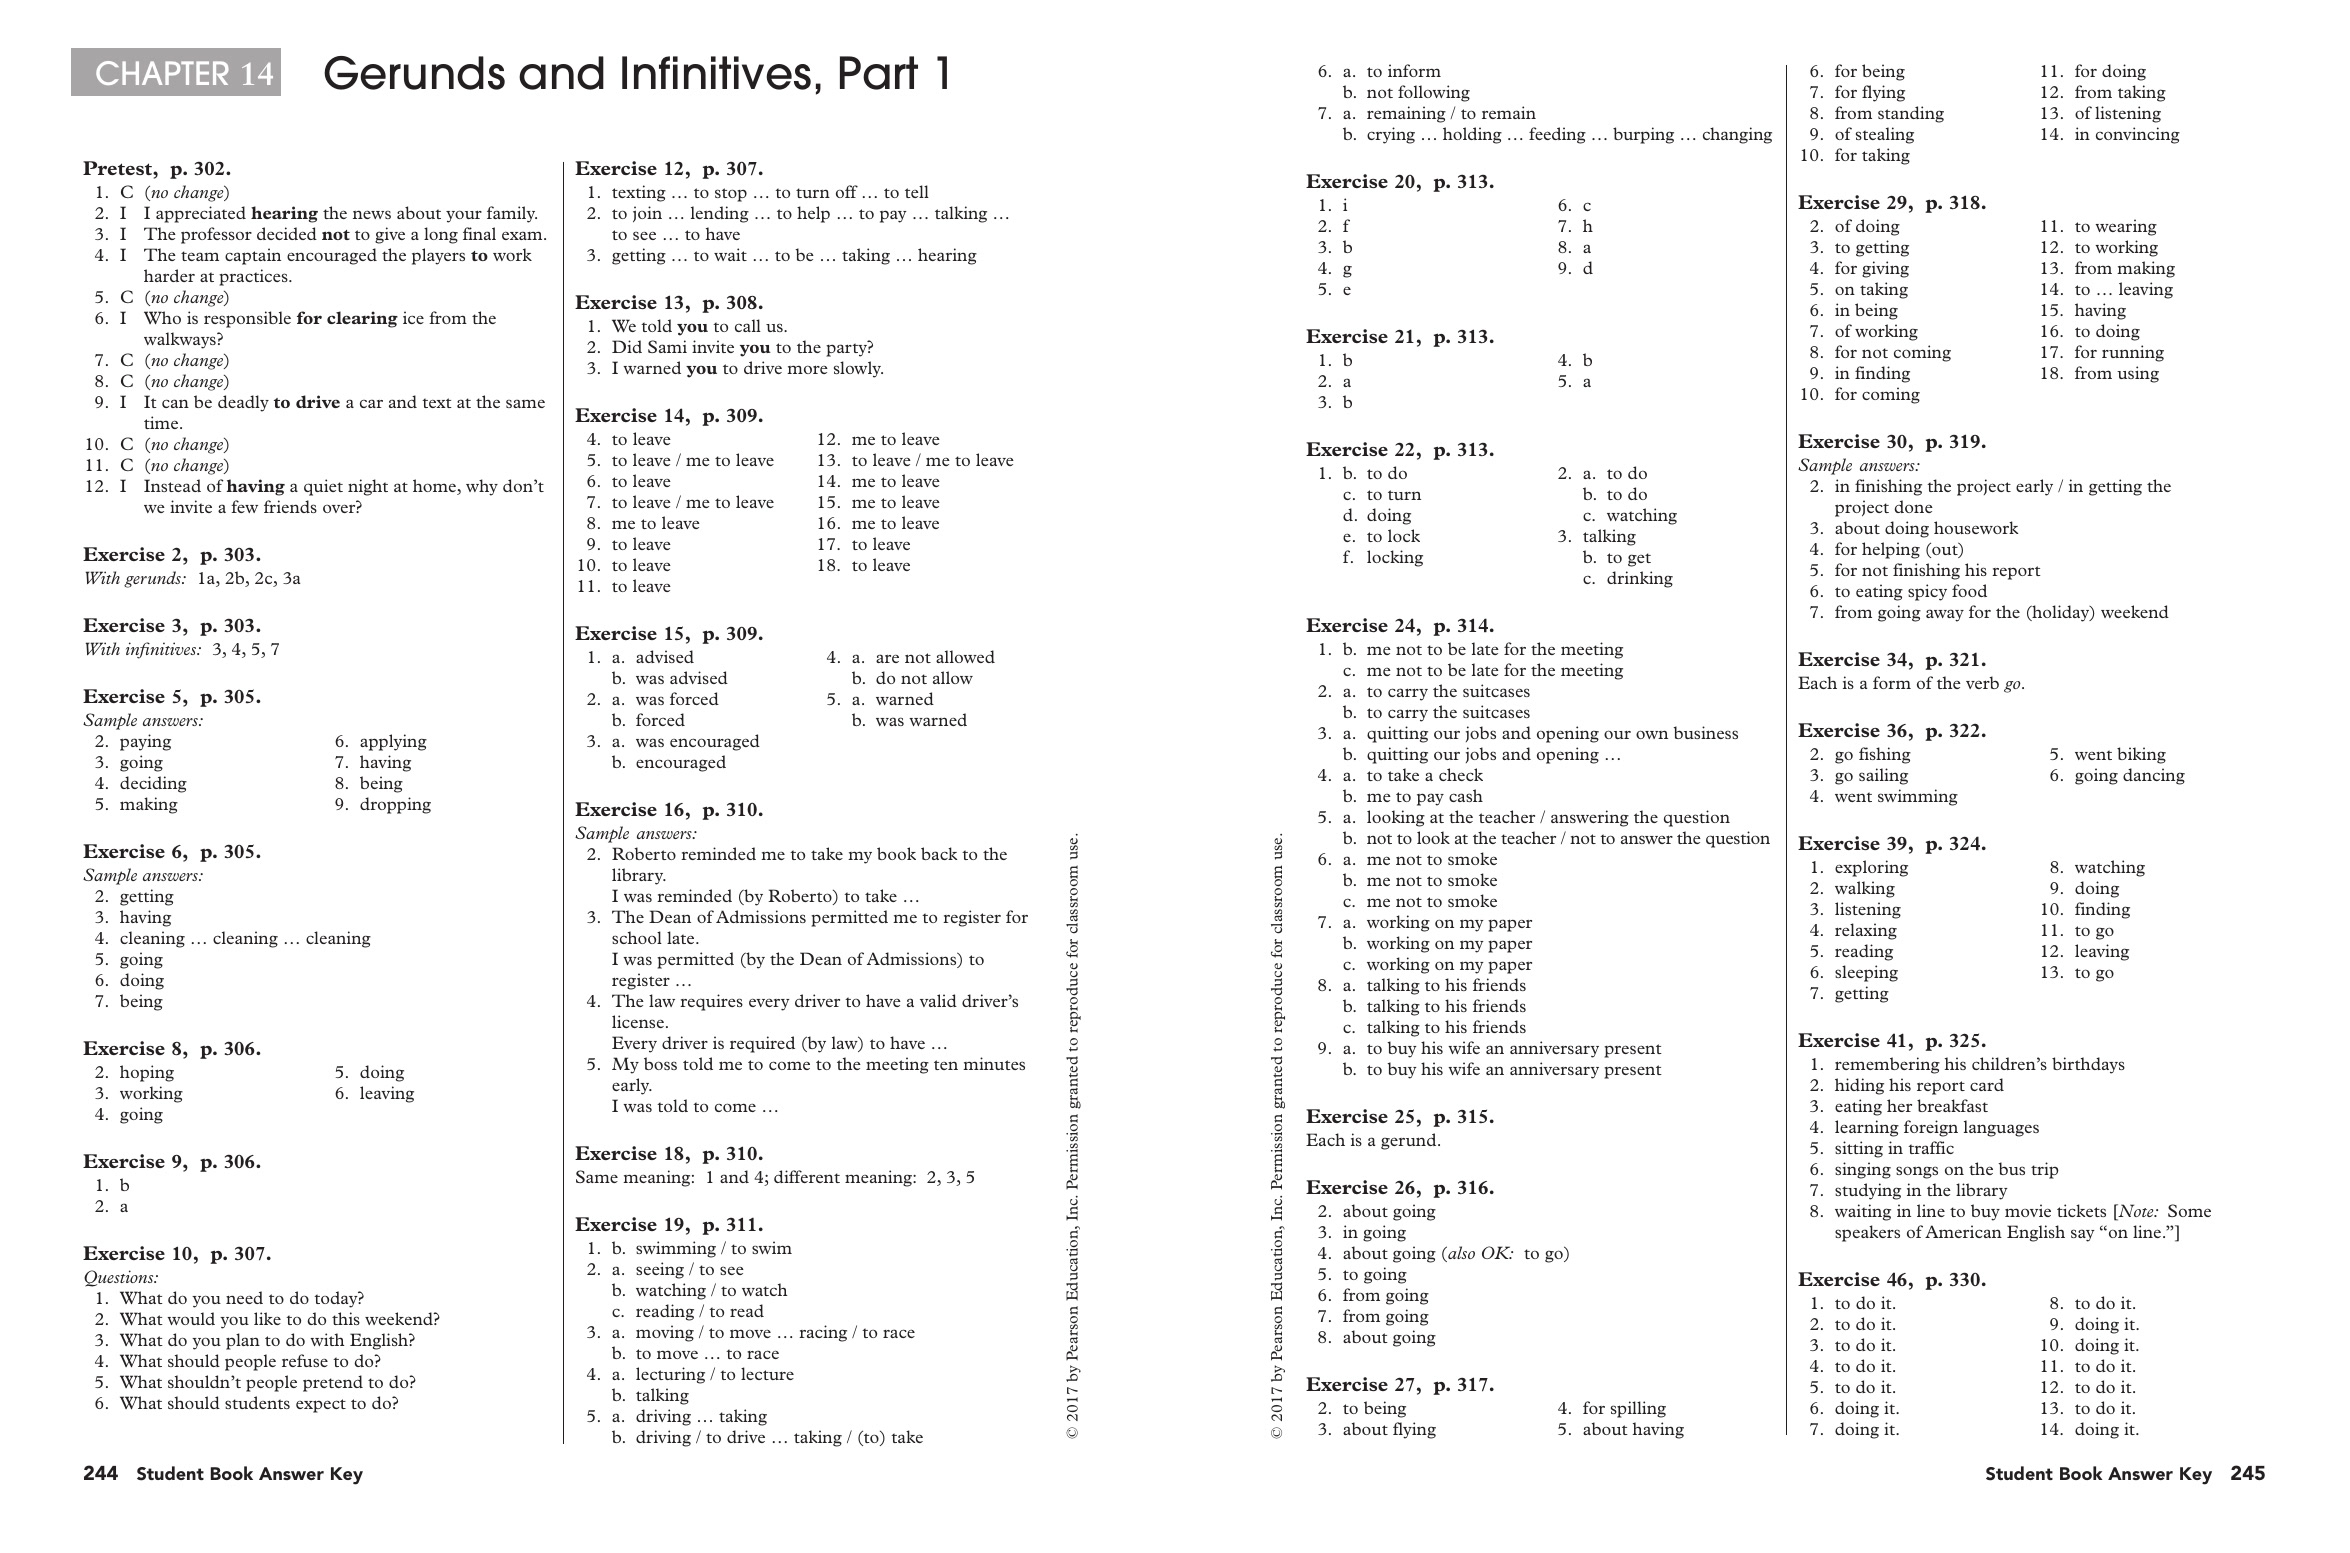 CHAPTER 14 Gerunds and Infinitives, Part 1
Pretest, p. 302.
1. C (no change)
2. I I appreciated hearing the news about your family.
3. I The professor decided not to give a long final exam.
4. I The team captain encouraged the players to work
harder at practices.
5. C (no change)
6. I Who is responsible for clearing ice from the
walkways?
7. C (no change)
8. C (no change)
9. I It can be deadly to drive a car and text at the same
time.
10. C (no change)
11. C (no change)
12. I Instead of having a quiet night at home, why don’t
we invite a few friends over?
Exercise 2, p. 303.
With gerunds: 1a, 2b, 2c, 3a
Exercise 3, p. 303.
With infinitives: 3, 4, 5, 7
Exercise 5, p. 305.
Sample answers:
2. paying 6. applying
3. going 7. having
4. deciding 8. being
5. making 9. dropping
Exercise 6, p. 305.
Sample answers:
2. getting
3. having
4. cleaning … cleaning … cleaning
5. going
6. doing
7. being
Exercise 8, p. 306.
2. hoping 5. doing
3. working 6. leaving
4. going
Exercise 9, p. 306.
1. b
2. a
Exercise 10, p. 307.
Questions:
1. What do you need to do today?
2. What would you like to do this weekend?
3. What do you plan to do with English?
4. What should people refuse to do?
5. What shouldn’t people pretend to do?
6. What should students expect to do?
Exercise 12, p. 307.
1. texting … to stop … to turn off … to tell
2. to join … lending … to help … to pay … talking …
to see … to have
3. getting … to wait … to be … taking … hearing
Exercise 13, p. 308.
1. We told you to call us.
2. Did Sami invite you to the party?
3. I warned you to drive more slowly.
Exercise 14, p. 309.
4. to leave 12. me to leave
5. to leave / me to leave 13. to leave / me to leave
6. to leave 14. me to leave
7. to leave / me to leave 15. me to leave
8. me to leave 16. me to leave
9. to leave 17. to leave
10. to leave 18. to leave
11. to leave
Exercise 15, p. 309.
1. a. advised 4. a. are not allowed
b. was advised b. do not allow
2. a. was forced 5. a. warned
b. forced b. was warned
3. a. was encouraged
b. encouraged
Exercise 16, p. 310.
Sample answers:
2. Roberto reminded me to take my book back to the
library.
I was reminded (by Roberto) to take …
3. The Dean of Admissions permitted me to register for
school late.
I was permitted (by the Dean of Admissions) to
register …
4. The law requires every driver to have a valid driver’s
license.
Every driver is required (by law) to have …
5. My boss told me to come to the meeting ten minutes
early.
I was told to come …
Exercise 18, p. 310.
Same meaning: 1 and 4; different meaning: 2, 3, 5
Exercise 19, p. 311.
1. b. swimming / to swim
2. a. seeing / to see
b. watching / to watch
c. reading / to read
3. a. moving / to move … racing / to race
b. to move … to race
4. a. lecturing / to lecture
b. talking
5. a. driving … taking
b. driving / to drive … taking / (to) take
© 2017 by Pearson Education, Inc. Permission granted to reproduce for classroom use.
244 Student Book Answer Key
© 2017 by Pearson Education, Inc. Permission granted to reproduce for classroom use.
6. a. to inform
b. not following
7. a. remaining / to remain
b. crying … holding … feeding … burping … changing
Exercise 20, p. 313.
1. i 6. c
2. f 7. h
3. b 8. a
4. g 9. d
5. e
Exercise 21, p. 313.
1. b 4. b
2. a 5. a
3. b
Exercise 22, p. 313.
1. b. to do 2. a. to do
c. to turn b. to do
d. doing c. watching
e. to lock 3. talking
f. locking b. to get
c. drinking
Exercise 24, p. 314.
1. b. me not to be late for the meeting
c. me not to be late for the meeting
2. a. to carry the suitcases
b. to carry the suitcases
3. a. quitting our jobs and opening our own business
b. quitting our jobs and opening …
4. a. to take a check
b. me to pay cash
5. a. looking at the teacher / answering the question
b. not to look at the teacher / not to answer the question
6. a. me not to smoke
b. me not to smoke
c. me not to smoke
7. a. working on my paper
b. working on my paper
c. working on my paper
8. a. talking to his friends
b. talking to his friends
c. talking to his friends
9. a. to buy his wife an anniversary present
b. to buy his wife an anniversary present
Exercise 25, p. 315.
Each is a gerund.
Exercise 26, p. 316.
2. about going
3. in going
4. about going (also OK: to go)
5. to going
6. from going
7. from going
8. about going
Exercise 27, p. 317.
2. to being 4. for spilling
3. about flying 5. about having
6. for being 11. for doing
7. for flying 12. from taking
8. from standing 13. of listening
9. of stealing 14. in convincing
10. for taking
Exercise 29, p. 318.
2. of doing 11. to wearing
3. to getting 12. to working
4. for giving 13. from making
5. on taking 14. to … leaving
6. in being 15. having
7. of working 16. to doing
8. for not coming 17. for running
9. in finding 18. from using
10. for coming
Exercise 30, p. 319.
Sample answers:
2. in finishing the project early / in getting the
project done
3. about doing housework
4. for helping (out)
5. for not finishing his report
6. to eating spicy food
7. from going away for the (holiday) weekend
Exercise 34, p. 321.
Each is a form of the verb go.
Exercise 36, p. 322.
2. go fishing 5. went biking
3. go sailing 6. going dancing
4. went swimming
Exercise 39, p. 324.
1. exploring 8. watching
2. walking 9. doing
3. listening 10. finding
4. relaxing 11. to go
5. reading 12. leaving
6. sleeping 13. to go
7. getting
Exercise 41, p. 325.
1. remembering his children’s birthdays
2. hiding his report card
3. eating her breakfast
4. learning foreign languages
5. sitting in traffic
6. singing songs on the bus trip
7. studying in the library
8. waiting in line to buy movie tickets [Note: Some
speakers of American English say “on line.”]
Exercise 46, p. 330.
1. to do it. 8. to do it.
2. to do it. 9. doing it.
3. to do it. 10. doing it.
4. to do it. 11. to do it.
5. to do it. 12. to do it.
6. doing it. 13. to do it.
7. doing it. 14. doing it.
Student Book Answer Key 245